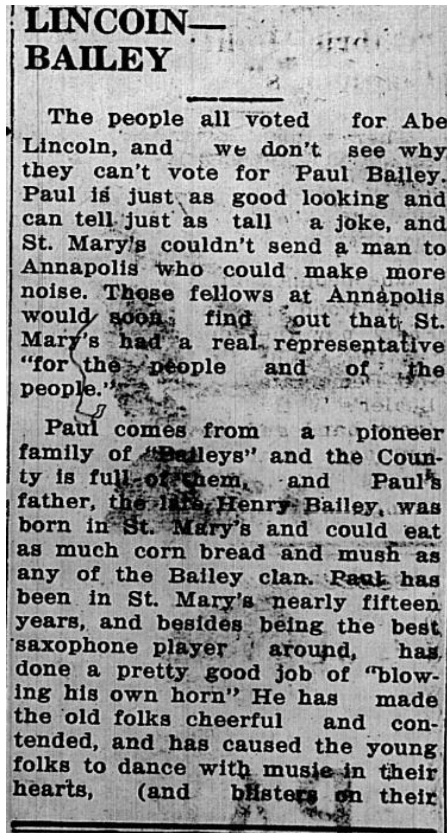 LINCOIN—
BAILEY
The people all voted for Abe
Lincoln, and we don't see why
they can't vote for Paul Bailey.
Paul is just as good looking and
can tell just as tall a joke, and
St. Mary's couldn't send a man to
Annapolis who could make more
noise. Those fellows at Annapolis
would soon find out that St.
Mary's had a real representative
"for the people and of the
people."
Paul comes from a pioneer
family of "Baileys" and the Coun-
ty is full of them, and Paul's
father, the late Henry Bailey, was
born in St. Mary's and could eat
as much corn bread and mush as
any of the Bailey clan. Paul has
been in St. Mary's nearly fifteen
years, and besides being the best
saxophone player around, has
done a pretty good job of "blow-
ing his own horn" He has made
the old folks cheerful and con-
tended, and has caused the young
folks to dance with music in their
hearts, (and blisters on their